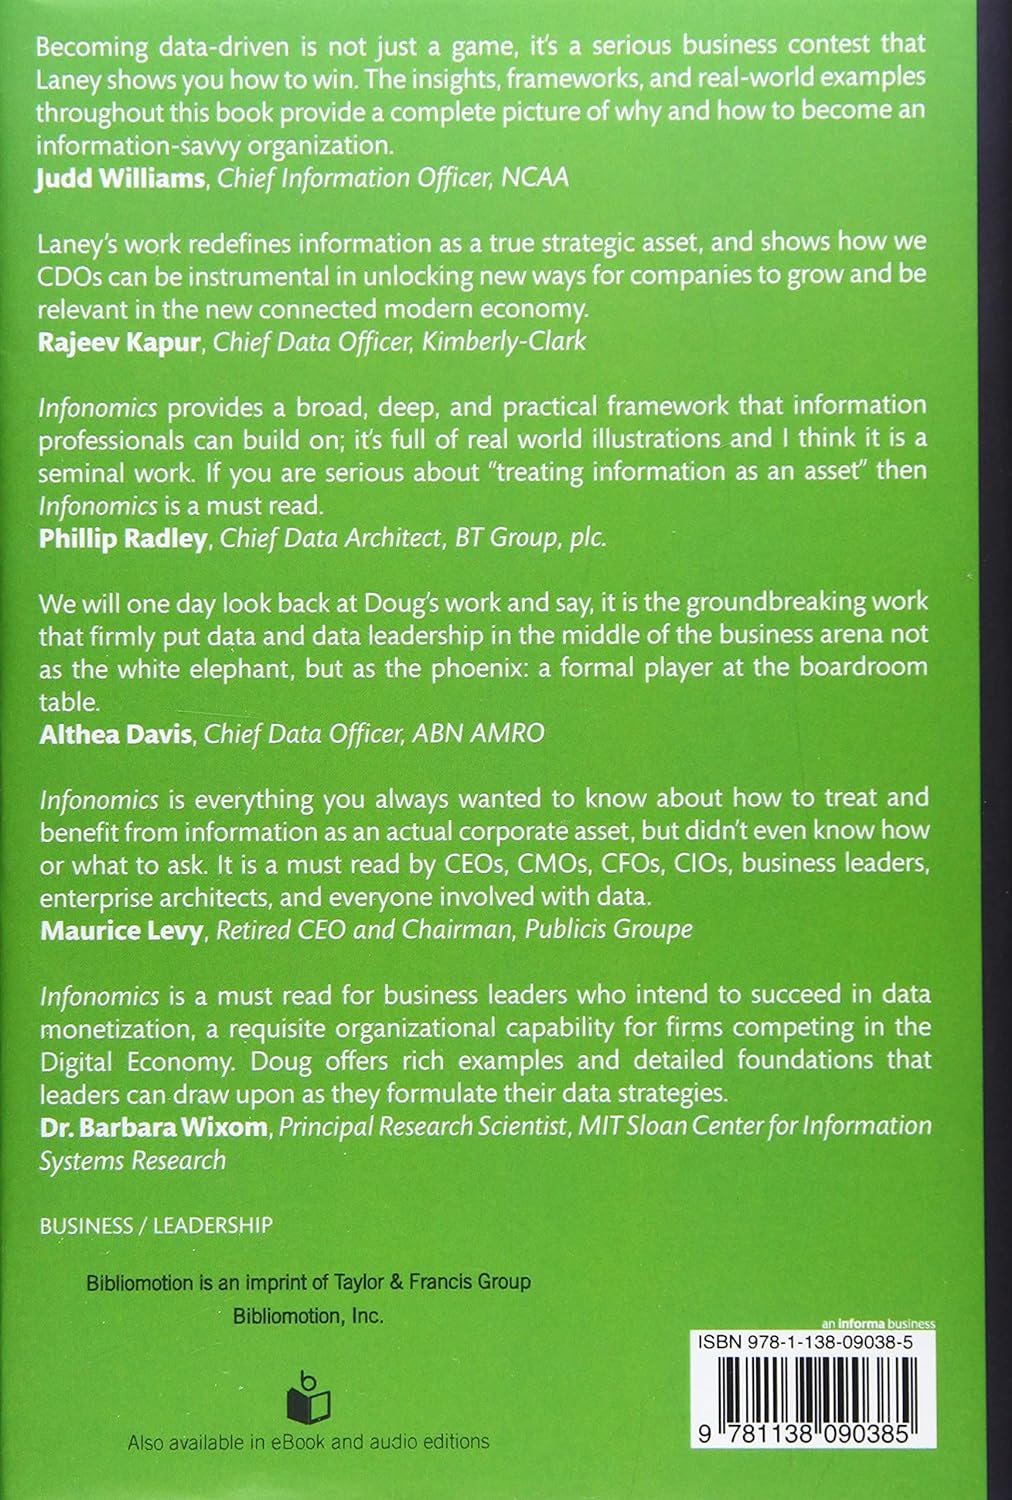 Becoming data-driven is not just a game, it's a serious business contest that
Laney shows you how to win. The insights, frameworks, and real-world examples
throughout this book provide a complete picture of why and how to become an
information-savvy organization.
Judd Williams, Chief Information Officer, NCAA
Laney's work redefines information as a true strategic asset, and shows how we
CDOs can be instrumental in unlocking new ways for companies to grow and be
relevant in the new connected modern economy.
Rajeev Kapur, Chief Data Officer, Kimberly-Clark
Infonomics provides a broad, deep, and practical framework that information
professionals can build on; it's full of real world illustrations and I think it is a
seminal work. If you are serious about "treating information as an asset" then
Infonomics is a must read.
Phillip Radley, Chief Data Architect, BT Group, plc.
We will one day look back at Doug's work and say, it is the groundbreaking work
that firmly put data and data leadership in the middle of the business arena not
as the white elephant, but as the phoenix: a formal player at the boardroom
table.
Althea Davis, Chief Data Officer, ABN AMRO
Infonomics is everything you always wanted to know about how to treat and
benefit from information as an actual corporate asset, but didn't even know how
or what to ask. It is a must read by CEOs, CMOs, CFOs, CIOs, business leaders,
enterprise architects, and everyone involved with data.
Maurice Levy, Retired CEO and Chairman, Publicis Groupe
Infonomics is a must read for business leaders who intend to succeed in data
monetization, a requisite organizational capability for firms competing in the
Digital Economy. Doug offers rich examples and detailed foundations that
leaders can draw upon as they formulate their data strategies.
Dr. Barbara Wixom, Principal Research Scientist, MIT Sloan Center for Information
Systems Research
BUSINESS / LEADERSHIP
Bibliomotion is an imprint of Taylor & Francis Group
Bibliomotion, Inc.
b
Also available in eBook and audio editions
an informa business
ISBN 978-1-138-09038-5
9 781138 090385